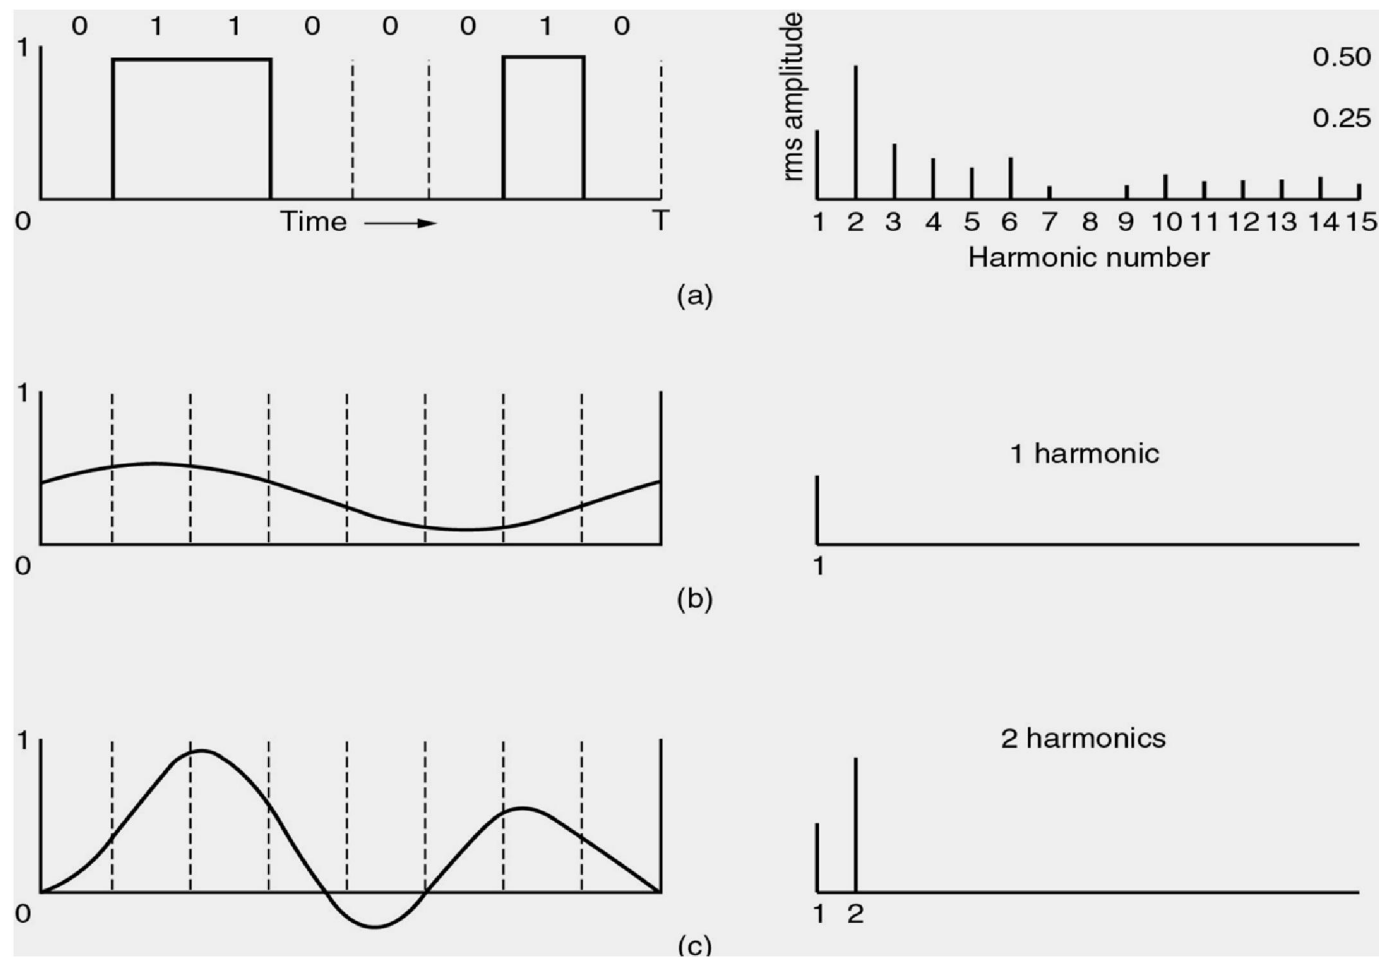 0 1 1 0 0 0 1 0
1
0
Time
T
rms amplitude
0.50
0.25
1 2 3 4 5 6 7 8 9 10 11 12 13 14 15
Harmonic number
(a)
1
0
1 harmonic
1
(b)
1
0
2 harmonics
1 2
(c)